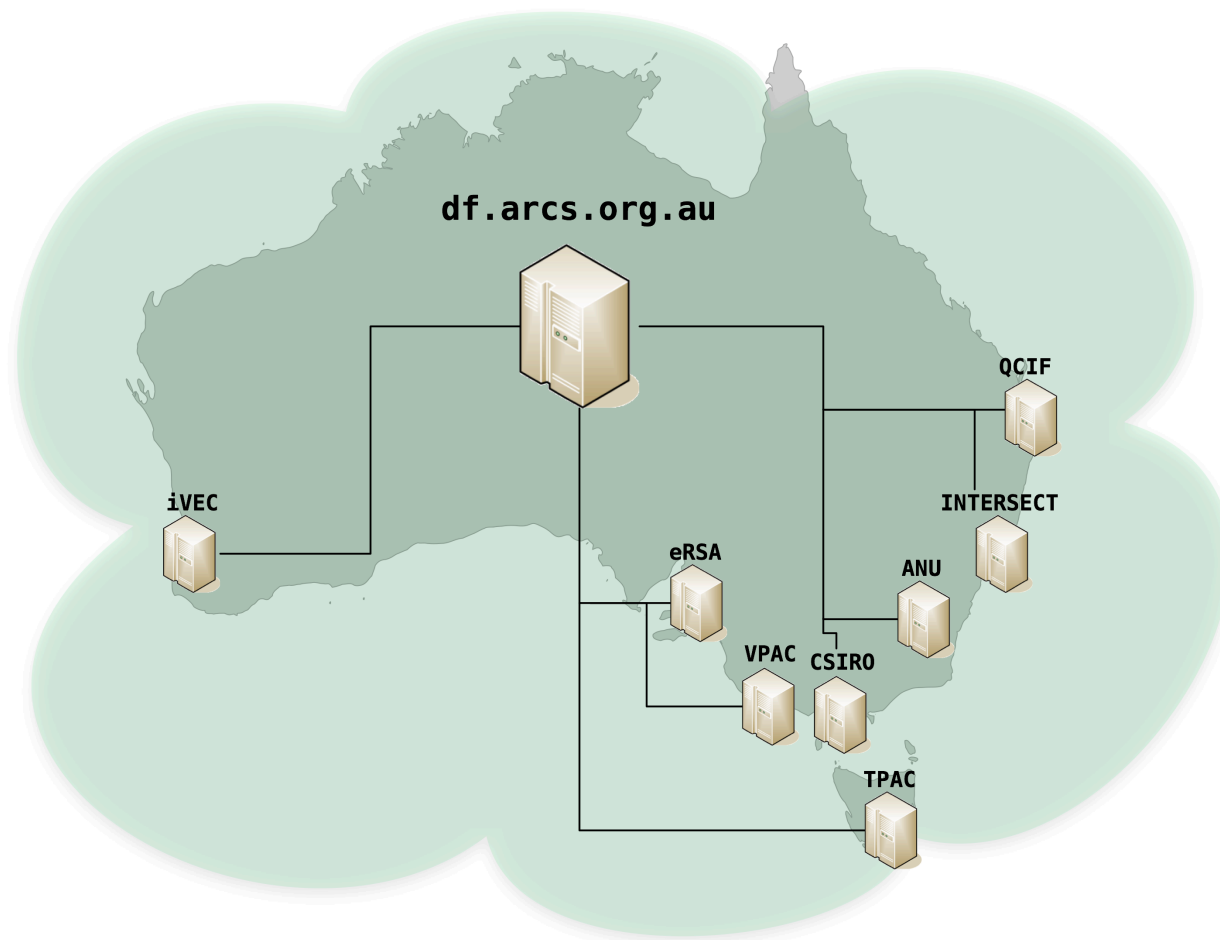 df.arcs.org.au
QCIF
iVEC
INTERSECT
eRSA
ANU
VPAC
CSIRO
TPAC